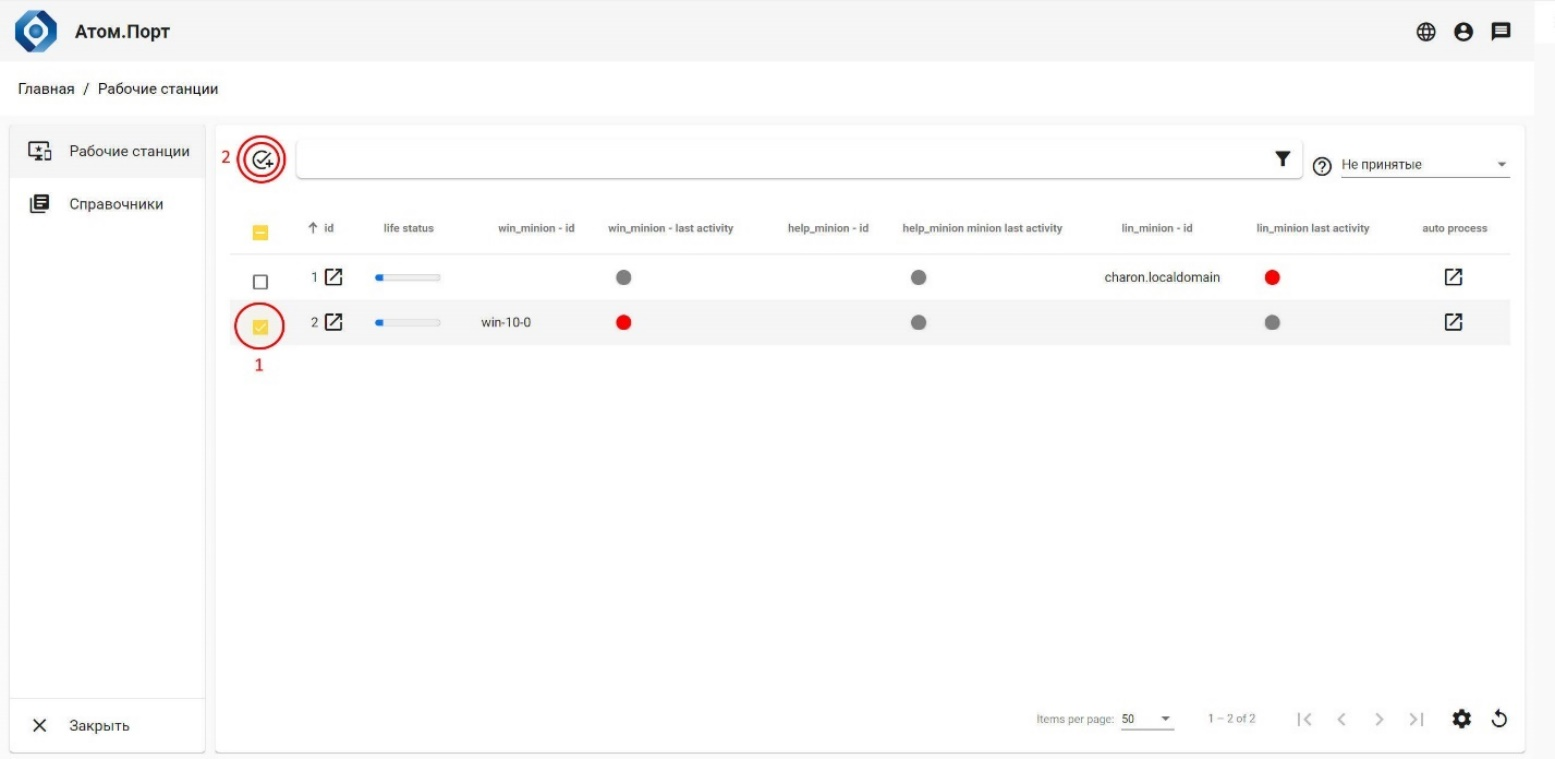 Атом.Порт
Главная / Рабочие станции
Рабочие станции
Справочники
Закрыть
2
Не принятые
id life status win_minion - id win_minion - last activity help_minion - id help_minion minion last activity lin_minion - id lin_minion last activity auto process
1 charon.localdomain
2 win-10-0
1
Items per page: 50 1 – 2 of 2